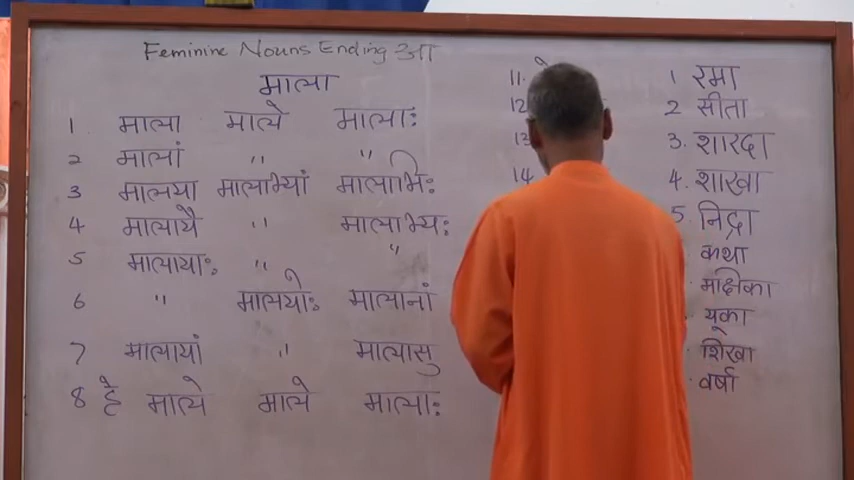 Feminine Nouns Ending आ
माला
1 माला माले मालाः
2 मालां " "
3 मालया मालाभ्यां मालाभिः
4 मालायै " मालाभ्यः
5 मालायाः " "
6 " मालयोः मालानां
7 मालायां " मालासु
8 हे माले माले मालाः
11.
12
13
14
1 रमा
2 सीता
3. शारदा
4. शाखा
5. निद्रा
कथा
मक्षिका
यूका
शिखा
वर्षा